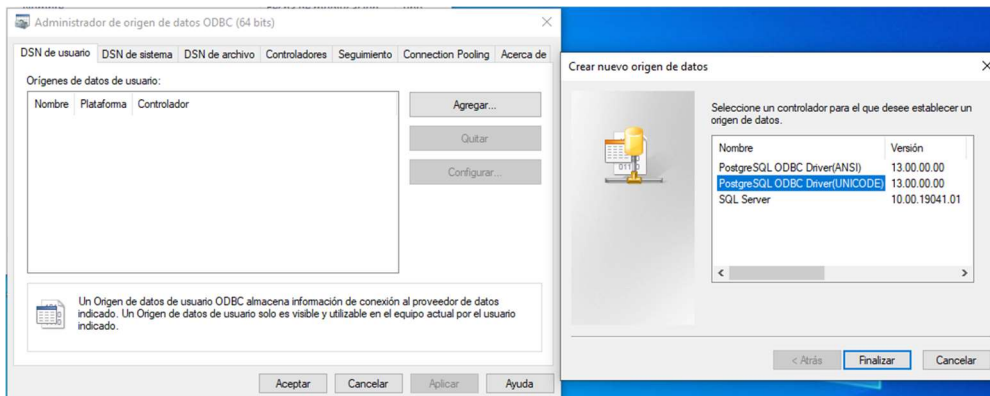 Administrador de origen de datos ODBC (64 bits)
DSN de usuario DSN de sistema DSN de archivo Controladores Seguimiento Connection Pooling Acerca de
Orígenes de datos de usuario:
Nombre Plataforma Controlador
Agregar...
Quitar
Configurar...
Un Origen de datos de usuario ODBC almacena información de conexión al proveedor de datos
indicado. Un Origen de datos de usuario solo es visible y utilizable en el equipo actual por el usuario
indicado.
Aceptar Cancelar Aplicar Ayuda
Crear nuevo origen de datos
Seleccione un controlador para el que desee establecer un
origen de datos.
Nombre Versión
PostgreSQL ODBC Driver(ANSI) 13.00.00.00
PostgreSQL ODBC Driver(UNICODE) 13.00.00.00
SQL Server 10.00.19041.01
< Atrás Finalizar Cancelar